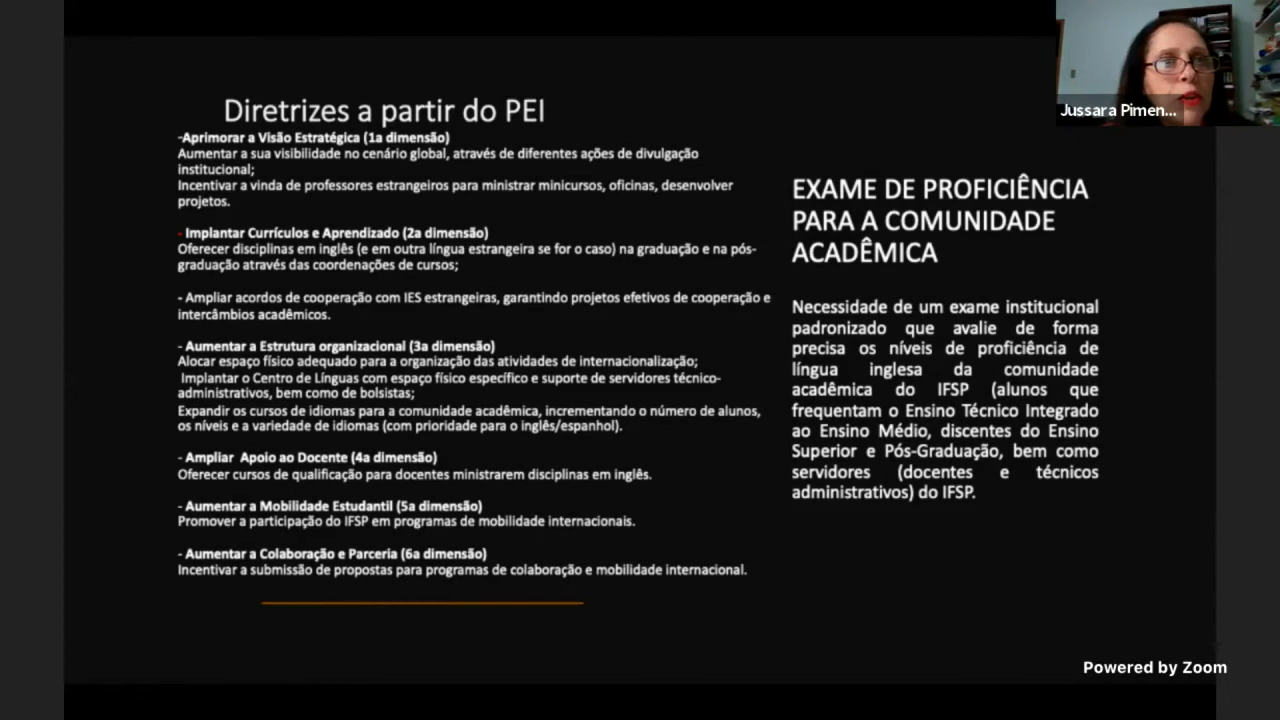 Diretrizes a partir do PEI
-Aprimorar a Visão Estratégica (1a dimensão)
Aumentar a sua visibilidade no cenário global, através de diferentes ações de divulgação
institucional;
Incentivar a vinda de professores estrangeiros para ministrar minicursos, oficinas, desenvolver
projetos.
- Implantar Currículos e Aprendizado (2a dimensão)
Oferecer disciplinas em inglês (e em outra língua estrangeira se for o caso) na graduação e na pós-
graduação através das coordenações de cursos;
- Ampliar acordos de cooperação com IES estrangeiras, garantindo projetos efetivos de cooperação e
intercâmbios acadêmicos.
- Aumentar a Estrutura organizacional (3a dimensão)
Alocar espaço físico adequado para a organização das atividades de internacionalização;
Implantar o Centro de Línguas com espaço físico específico e suporte de servidores técnico-
administrativos, bem como de bolsistas;
Expandir os cursos de idiomas para a comunidade acadêmica, incrementando o número de alunos,
os níveis e a variedade de idiomas (com prioridade para o inglês/espanhol).
- Ampliar Apoio ao Docente (4a dimensão)
Oferecer cursos de qualificação para docentes ministrarem disciplinas em inglês.
- Aumentar a Mobilidade Estudantil (5a dimensão)
Promover a participação do IFSP em programas de mobilidade internacionais.
- Aumentar a Colaboração e Parceria (6a dimensão)
Incentivar a submissão de propostas para programas de colaboração e mobilidade internacional.
EXAME DE PROFICIÊNCIA
PARA A COMUNIDADE
ACADÊMICA
Necessidade de um exame institucional
padronizado que avalie de forma
precisa os níveis de proficiência de
língua inglesa da comunidade
acadêmica do IFSP (alunos que
frequentam o Ensino Técnico Integrado
ao Ensino Médio, discentes do Ensino
Superior e Pós-Graduação, bem como
servidores (docentes e técnicos
administrativos) do IFSP.
Jussara Pimen...
Powered by Zoom